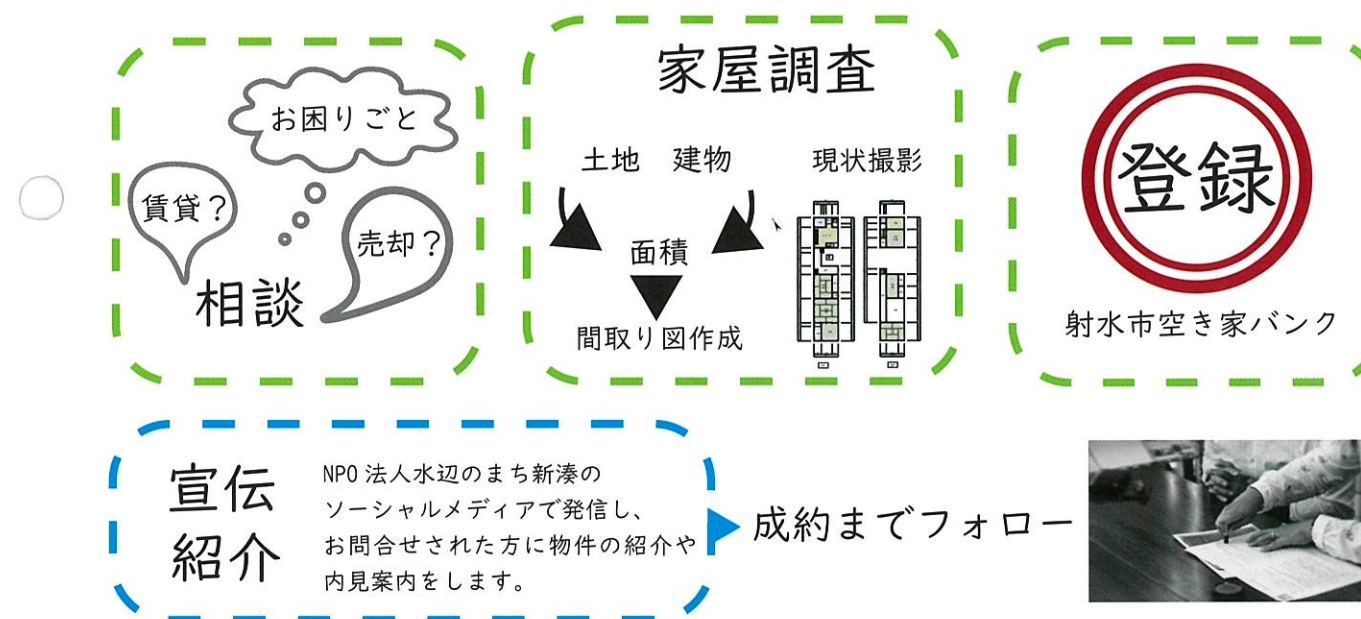 お困りごと
賃貸？
売却？
相談
家屋調査
土地 建物
現状撮影
面積
間取り図作成
登録
射水市空き家バンク
宣伝
紹介
NPO法人水辺のまち新湊の
ソーシャルメディアで発信し、
お問合せされた方に物件の紹介や
内見案内をします。
成約までフォロー